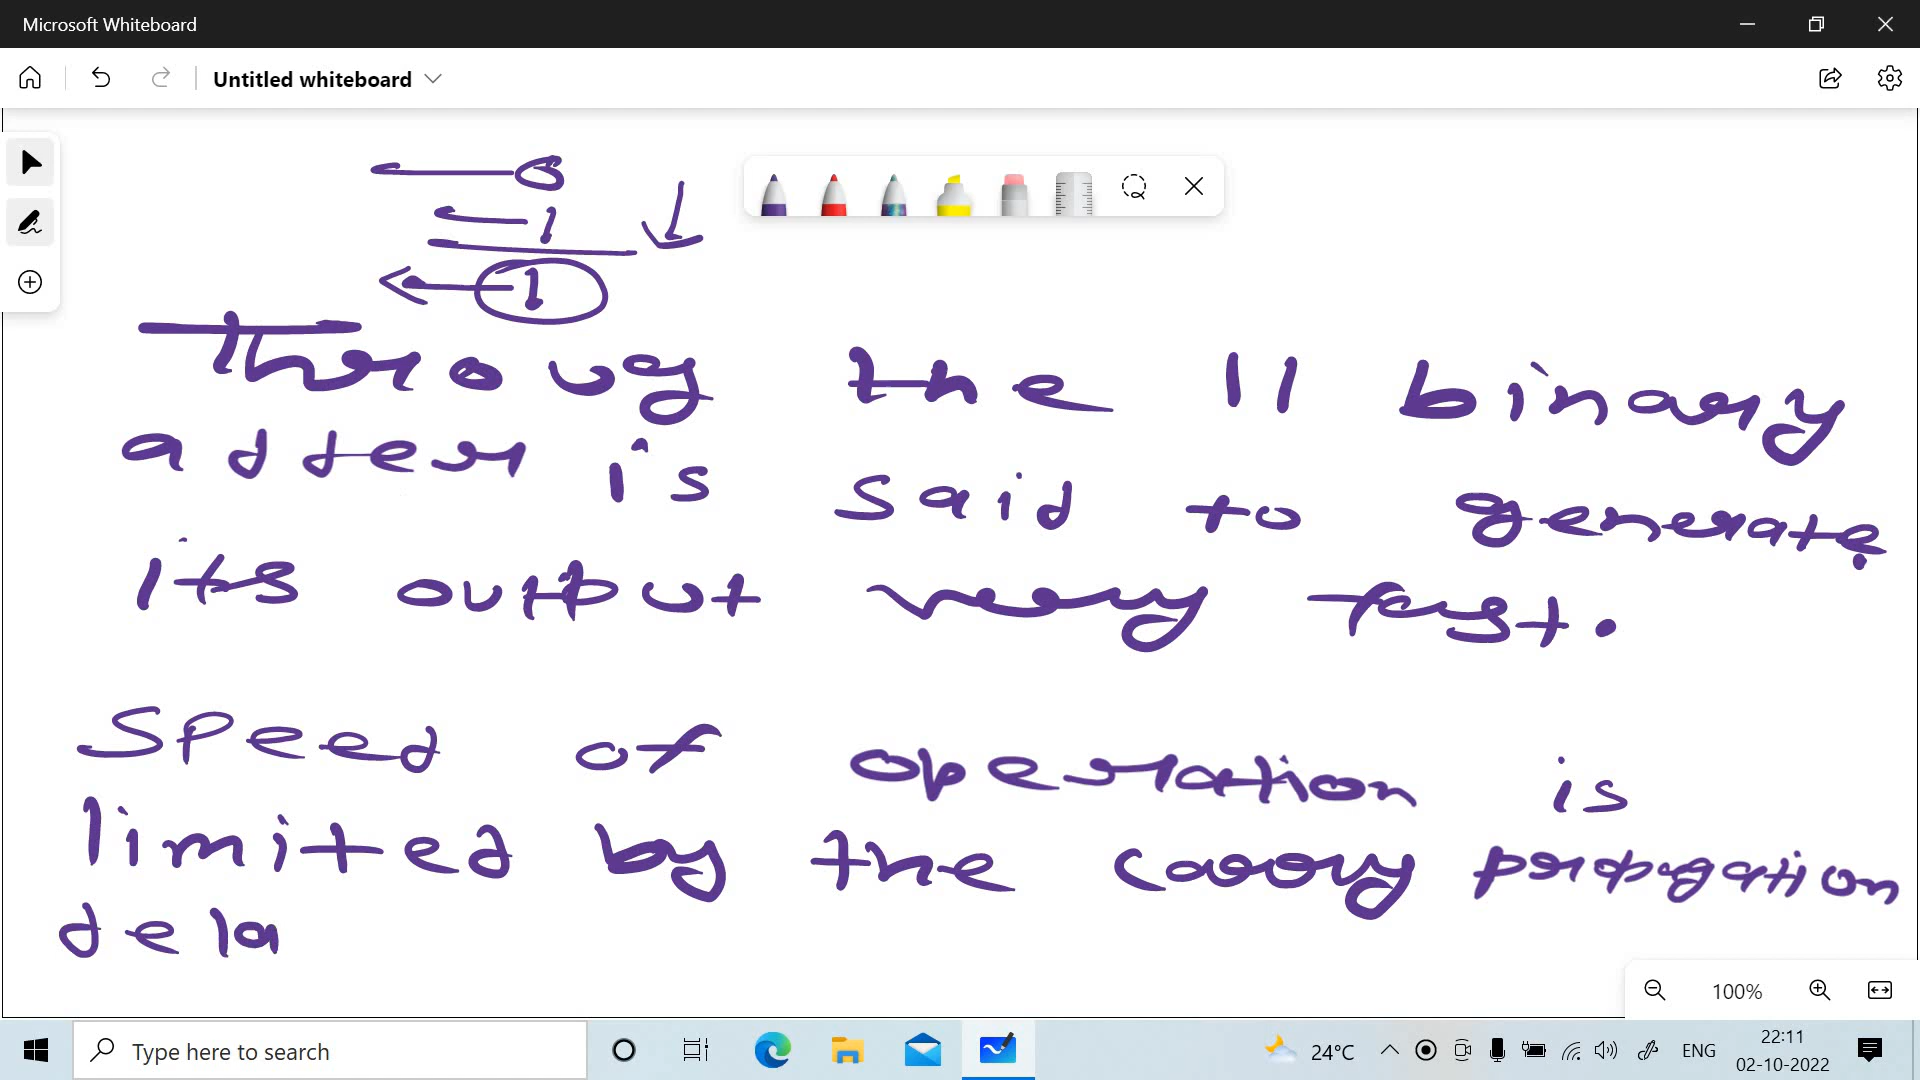 Microsoft Whiteboard
Untitled whiteboard
0
1
1
Thouog the 11 binary
adder is said to generate
its output very fast.
Speed of operation is
limited by the carry propagation
dela
100%
Type here to search
24°C
ENG
22:11
02-10-2022